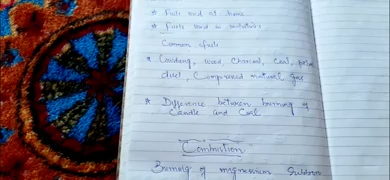 * Fuels used at home
* Fuels used in industries
Common fuels
* Cowdung, wood, Charcoal, Coal, petrol
diesel, Compressed natural gas
* Difference between burning of
Candle and Coal.
Combustion
Burning of magnesium